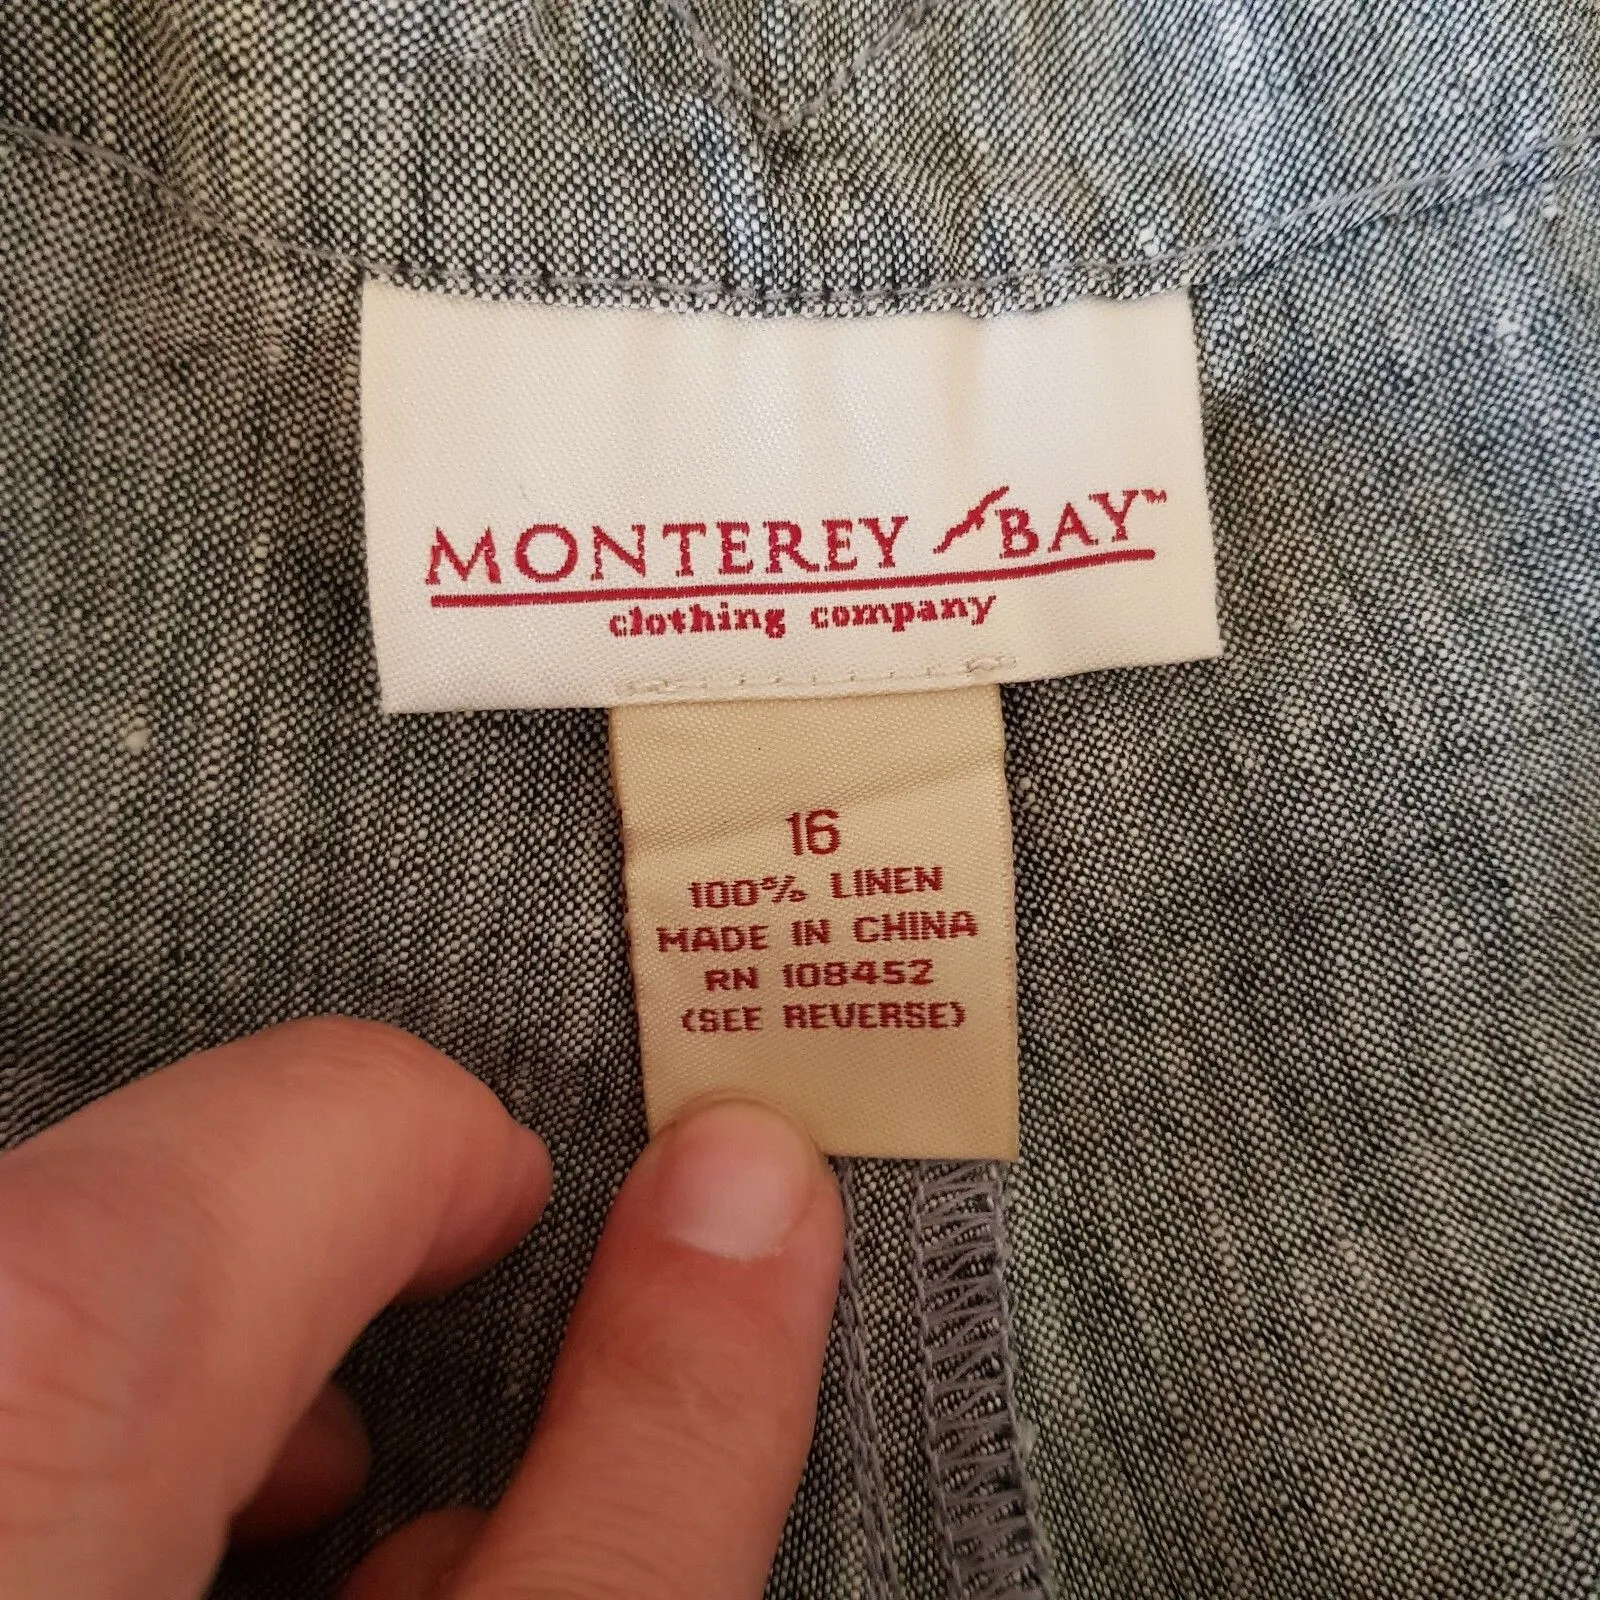 MONTEREY BAY™
clothing company
16
100% LINEN
MADE IN CHINA
RN 108452
(SEE REVERSE)